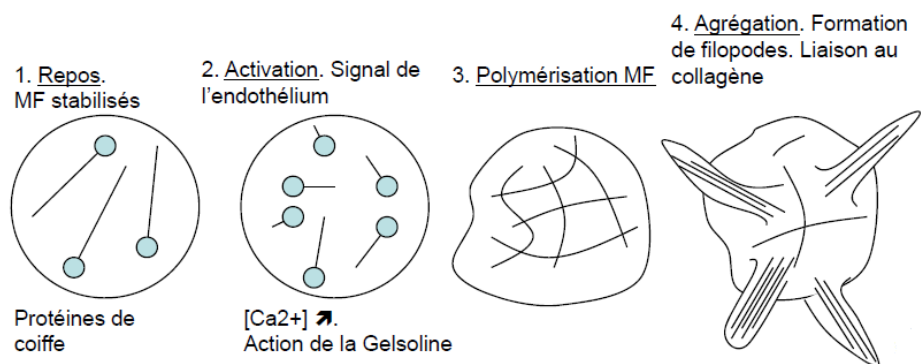 1. Repos.
MF stabilisés
2. Activation. Signal de
l'endothélium
3. Polymérisation MF
4. Agrégation. Formation
de filopodes. Liaison au
collagène
Protéines de
coiffe
[Ca2+] ↗.
Action de la Gelsoline